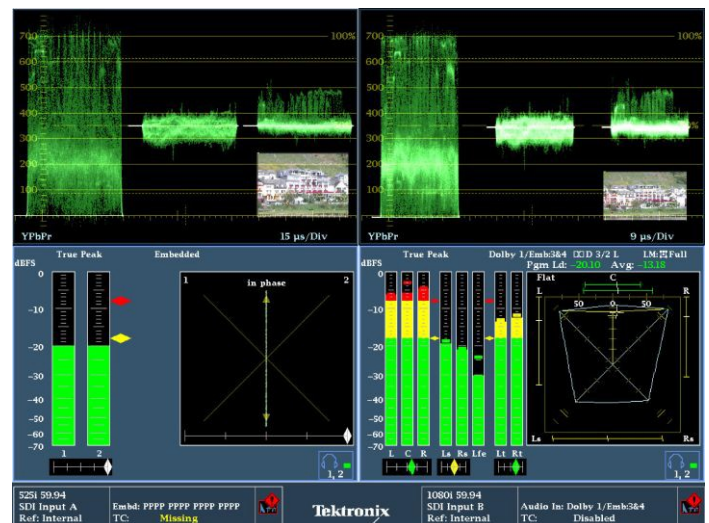 700
600
500
400
300
200
100
0
100%
YPbPr
15 µs/Div
700
600
500
400
300
200
100
0
100%
YPbPr
9 µs/Div
True Peak Embedded
dBFS
0
-10
-20
-30
-40
-50
-60
-70
1 2
1 in phase 2
1, 2
True Peak Dolby 1/Emb:3&4 D 3/2 L LM: Full
dBFS Pgm Ld: -20.10 Avg: -13.18
0
-10
-20
-30
-40
-50
-60
-70
L C R Ls Rs Lfe Lt Rt
Flat
C
L R
50 0 50
Ls Rs
1, 2
525i 59.94
SDI Input A
Ref: Internal
Embd: PPPP PPPP PPPP PPPP
TC: Missing
Tektronix
1080i 59.94
SDI Input B
Ref: Internal
Audio In: Dolby 1/Emb:3&4
TC: Disabled